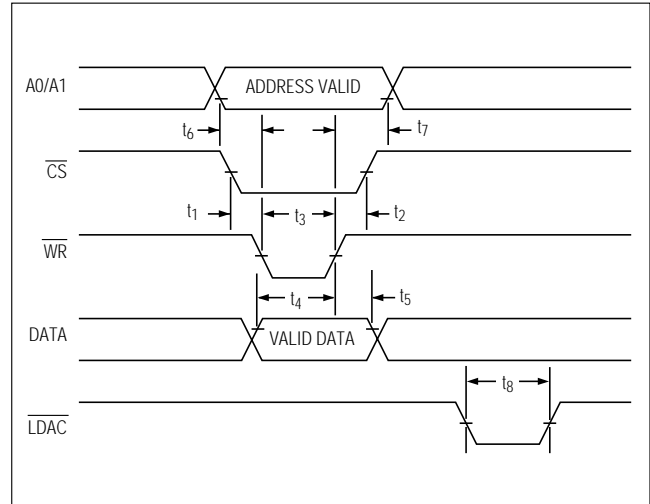 A0/A1
ADDRESS VALID
t6
t7
CS
t1
t3
t2
WR
t4
t5
DATA
VALID DATA
t8
LDAC